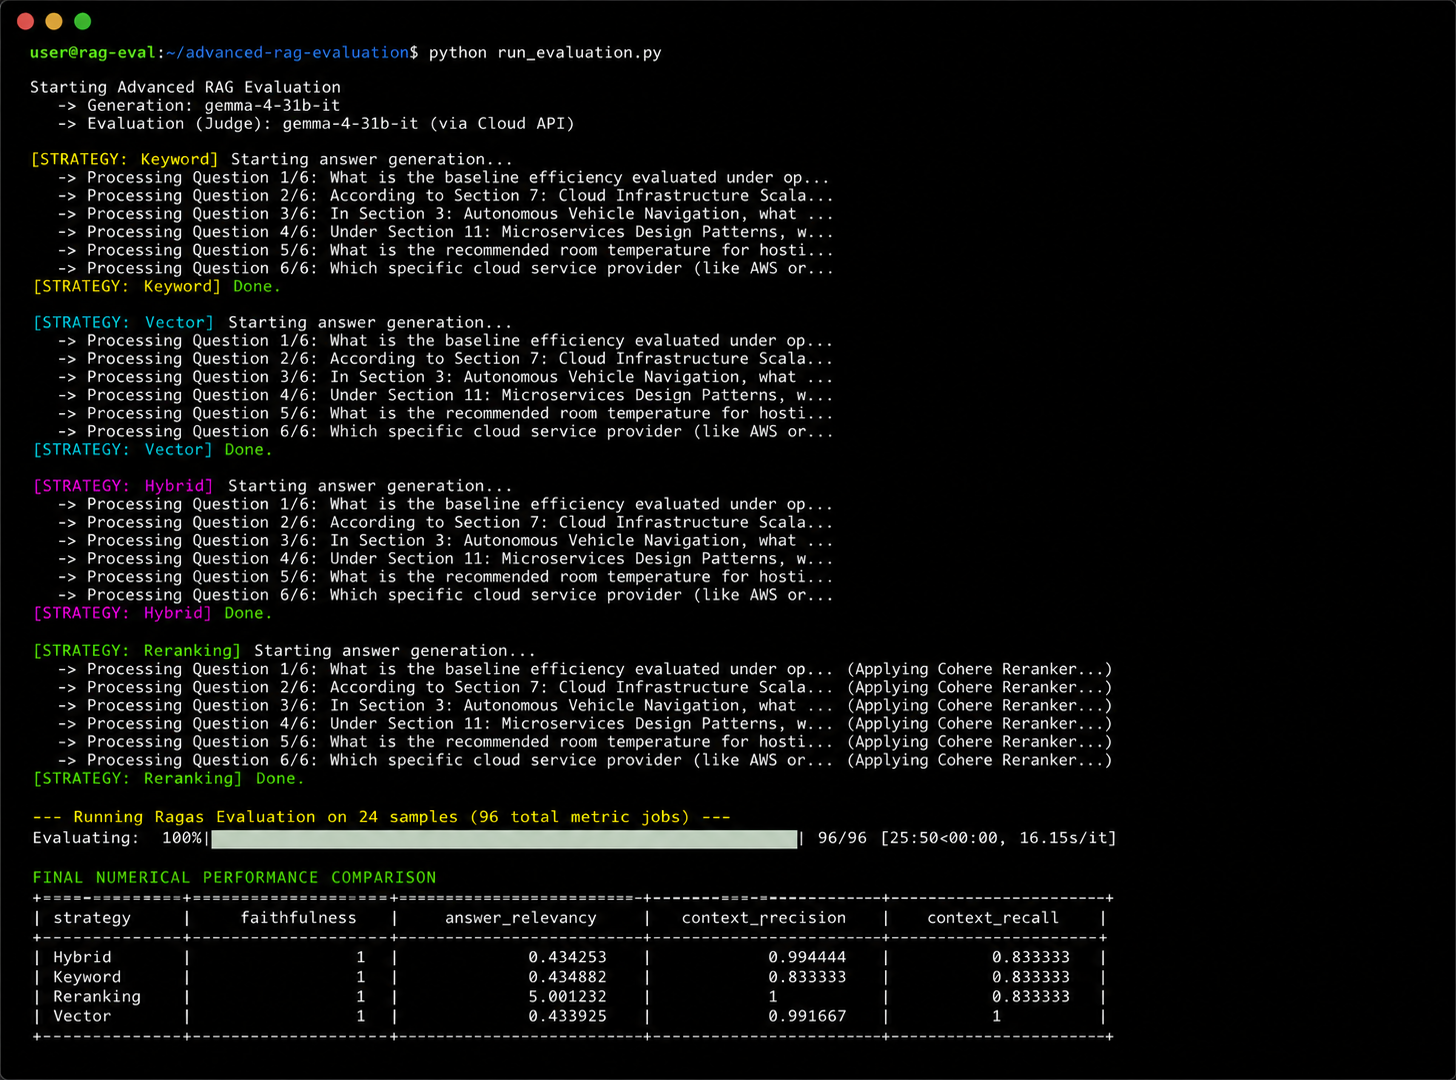 user@rag-eval:~/advanced-rag-evaluation$ python run_evaluation.py
Starting Advanced RAG Evaluation
-> Generation: gemma-4-31b-it
-> Evaluation (Judge): gemma-4-31b-it (via Cloud API)
[STRATEGY: Keyword] Starting answer generation...
-> Processing Question 1/6: What is the baseline efficiency evaluated under op...
-> Processing Question 2/6: According to Section 7: Cloud Infrastructure Scala...
-> Processing Question 3/6: In Section 3: Autonomous Vehicle Navigation, what ...
-> Processing Question 4/6: Under Section 11: Microservices Design Patterns, w...
-> Processing Question 5/6: What is the recommended room temperature for hosti...
-> Processing Question 6/6: Which specific cloud service provider (like AWS or...
[STRATEGY: Keyword] Done.
[STRATEGY: Vector] Starting answer generation...
-> Processing Question 1/6: What is the baseline efficiency evaluated under op...
-> Processing Question 2/6: According to Section 7: Cloud Infrastructure Scala...
-> Processing Question 3/6: In Section 3: Autonomous Vehicle Navigation, what ...
-> Processing Question 4/6: Under Section 11: Microservices Design Patterns, w...
-> Processing Question 5/6: What is the recommended room temperature for hosti...
-> Processing Question 6/6: Which specific cloud service provider (like AWS or...
[STRATEGY: Vector] Done.
[STRATEGY: Hybrid] Starting answer generation...
-> Processing Question 1/6: What is the baseline efficiency evaluated under op...
-> Processing Question 2/6: According to Section 7: Cloud Infrastructure Scala...
-> Processing Question 3/6: In Section 3: Autonomous Vehicle Navigation, what ...
-> Processing Question 4/6: Under Section 11: Microservices Design Patterns, w...
-> Processing Question 5/6: What is the recommended room temperature for hosti...
-> Processing Question 6/6: Which specific cloud service provider (like AWS or...
[STRATEGY: Hybrid] Done.
[STRATEGY: Reranking] Starting answer generation...
-> Processing Question 1/6: What is the baseline efficiency evaluated under op... (Applying Cohere Reranker...)
-> Processing Question 2/6: According to Section 7: Cloud Infrastructure Scala... (Applying Cohere Reranker...)
-> Processing Question 3/6: In Section 3: Autonomous Vehicle Navigation, what ... (Applying Cohere Reranker...)
-> Processing Question 4/6: Under Section 11: Microservices Design Patterns, w... (Applying Cohere Reranker...)
-> Processing Question 5/6: What is the recommended room temperature for hosti... (Applying Cohere Reranker...)
-> Processing Question 6/6: Which specific cloud service provider (like AWS or... (Applying Cohere Reranker...)
[STRATEGY: Reranking] Done.
--- Running Ragas Evaluation on 24 samples (96 total metric jobs) ---
Evaluating: 100%| | 96/96 [25:50<00:00, 16.15s/it]
FINAL NUMERICAL PERFORMANCE COMPARISON
| strategy | faithfulness | answer_relevancy | context_precision | context_recall |
| Hybrid | 1 | 0.434253 | 0.994444 | 0.833333 |
| Keyword | 1 | 0.434882 | 0.833333 | 0.833333 |
| Reranking | 1 | 5.001232 | 1 | 0.833333 |
| Vector | 1 | 0.433925 | 0.991667 | 1 |